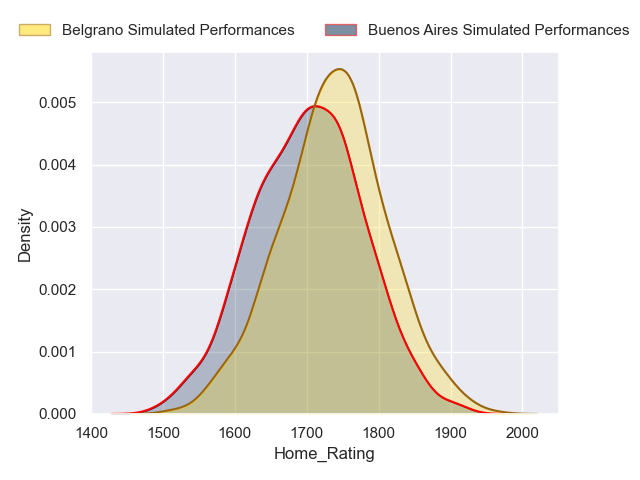 Belgrano Simulated Performances
Buenos Aires Simulated Performances
Density
0.005
0.004
0.003
0.002
0.001
0.000
1400 1500 1600 1700 1800 1900 2000
Home_Rating